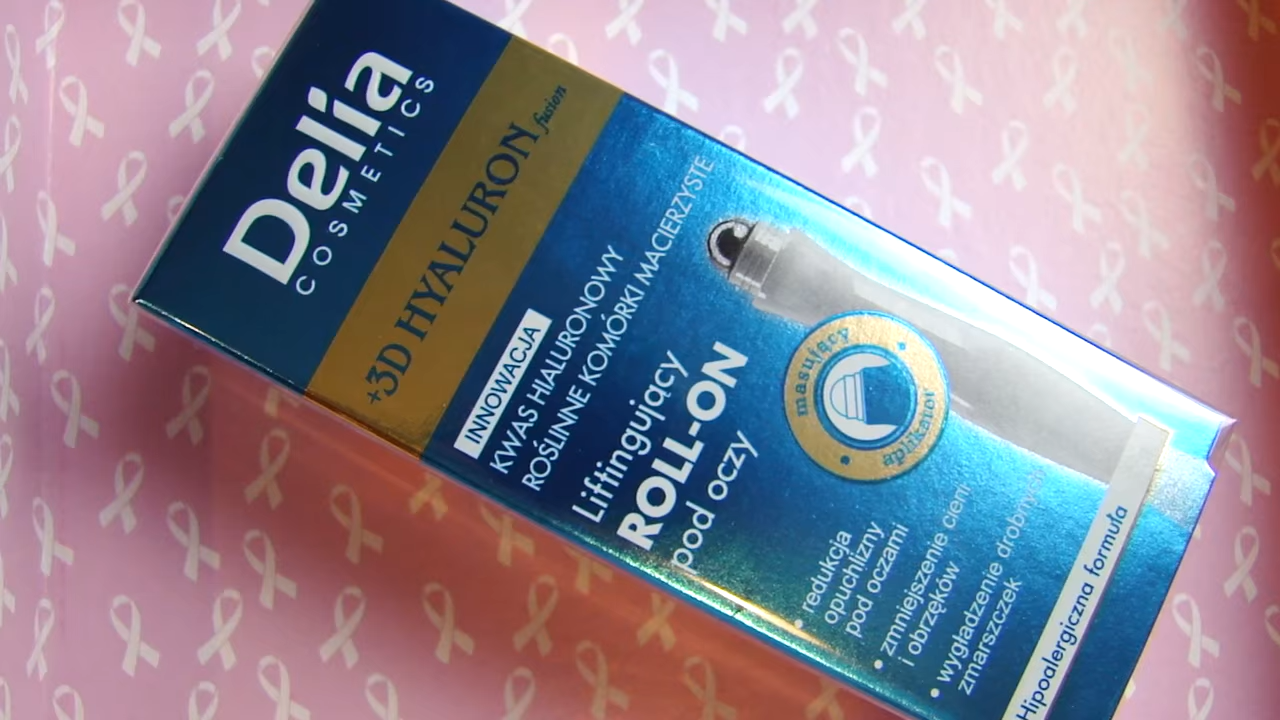 Delia
COSMETICS
+3D HYALURON fusion
INNOWACJA
KWAS HIALURONOWY
ROŚLINNE KOMÓRKI MACIERZYSTE
Liftingujący
ROLL-ON
pod oczy
masujący
aplikator
• redukcja
opuchlizny
pod oczami
• zmniejszenie cieni
i obrzęków
• wygładzenie drobnych
zmarszczek
Hipoalergiczna formuła